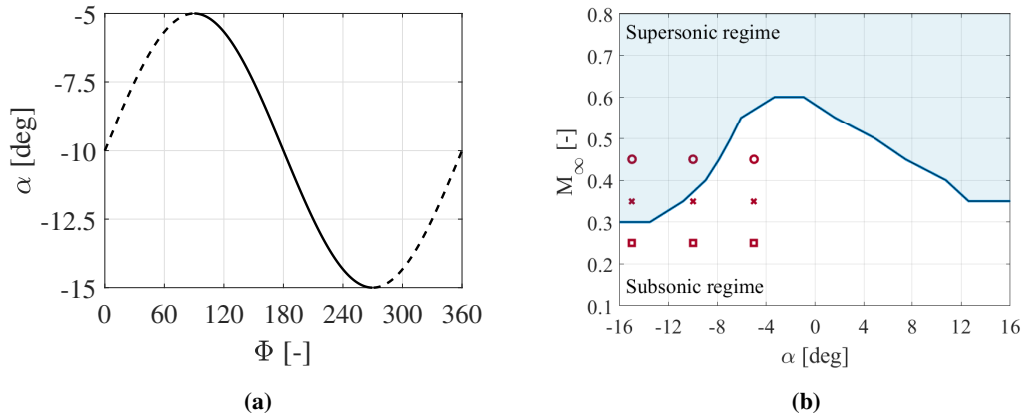 -5
-7.5
-10
-12.5
-15
α [deg]
0 60 120 180 240 300 360
Φ [-]
(a)
0.8
0.7
0.6
0.5
0.4
0.3
0.2
0.1
M∞ [-]
Supersonic regime
Subsonic regime
-16 -12 -8 -4 0 4 8 12 16
α [deg]
(b)